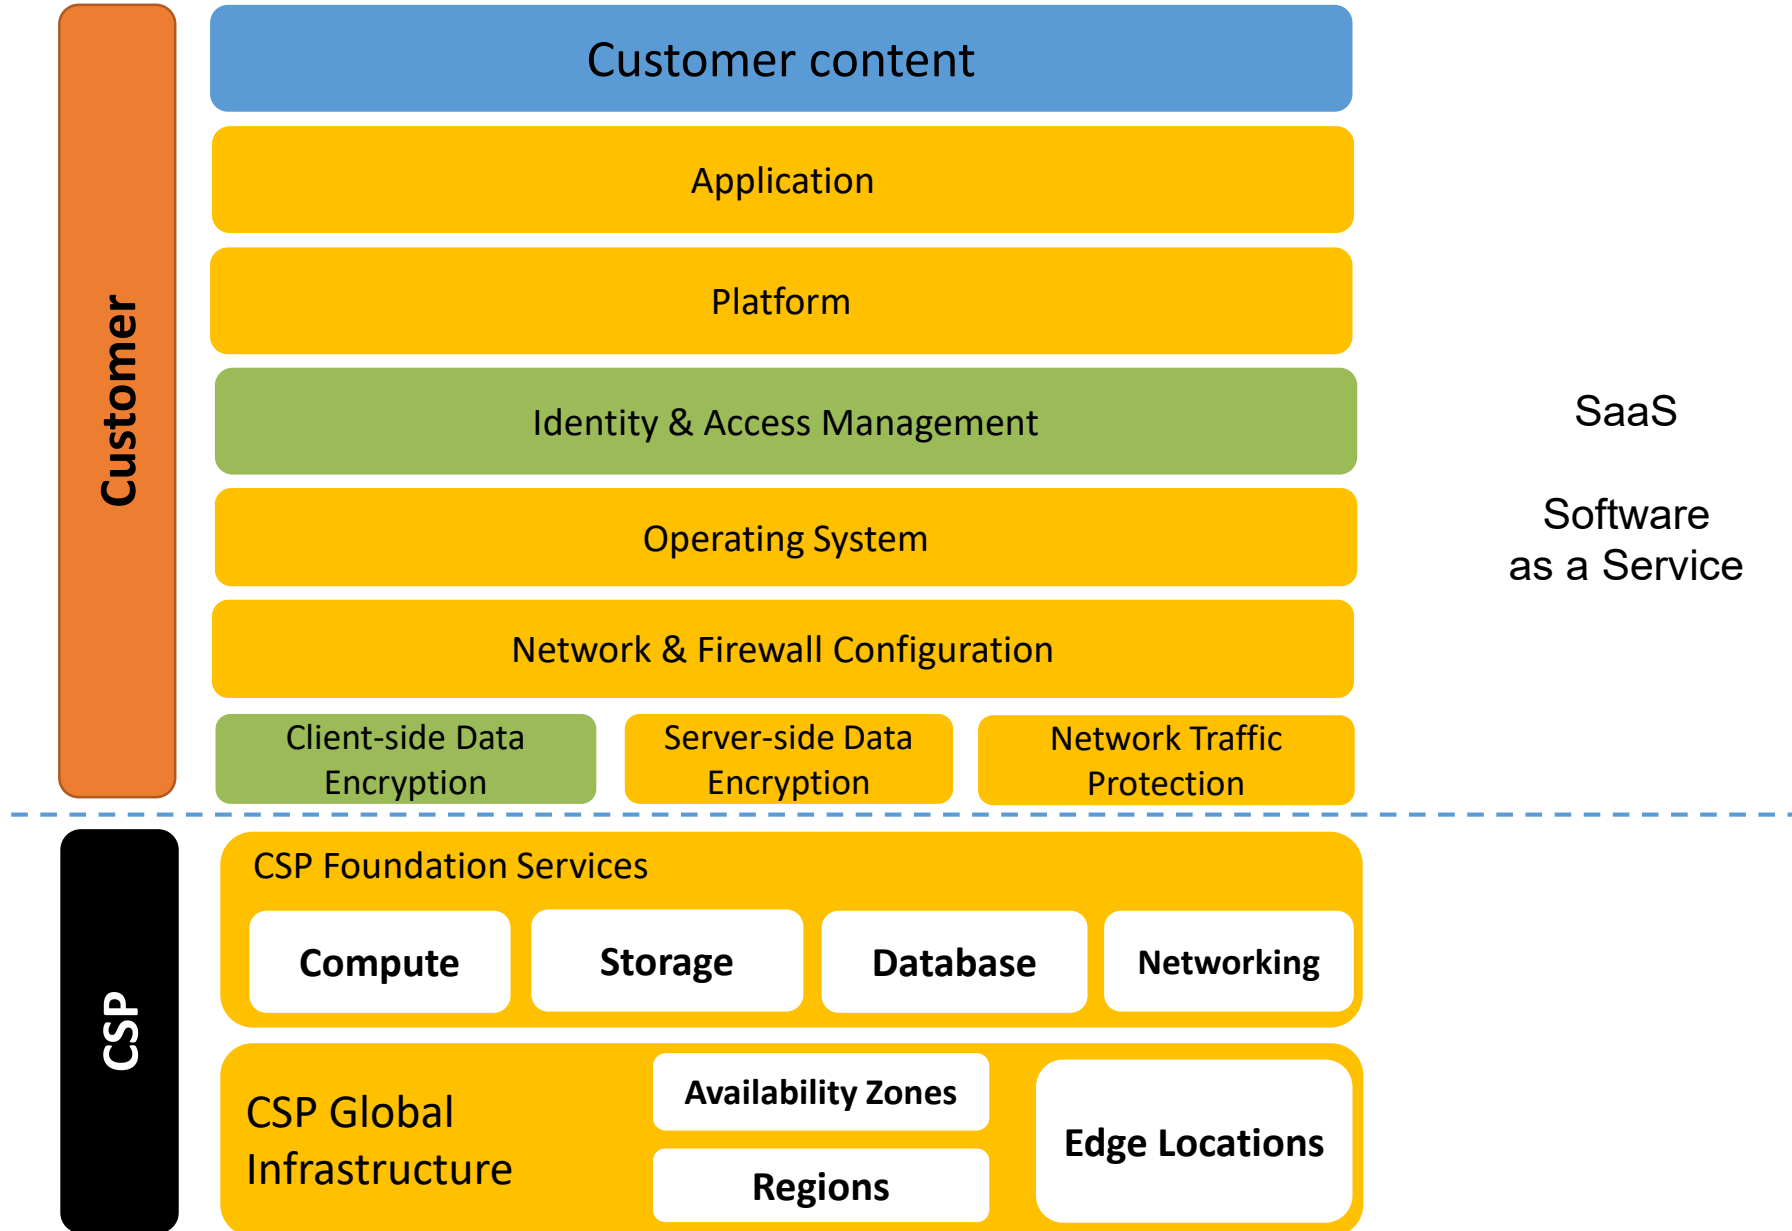 Customer
Customer content
Application
Platform
Identity & Access Management
Operating System
Network & Firewall Configuration
Client-side Data
Encryption
Server-side Data
Encryption
Network Traffic
Protection
SaaS
Software
as a Service
CSP
CSP Foundation Services
Compute
Storage
Database
Networking
CSP Global
Infrastructure
Availability Zones
Regions
Edge Locations